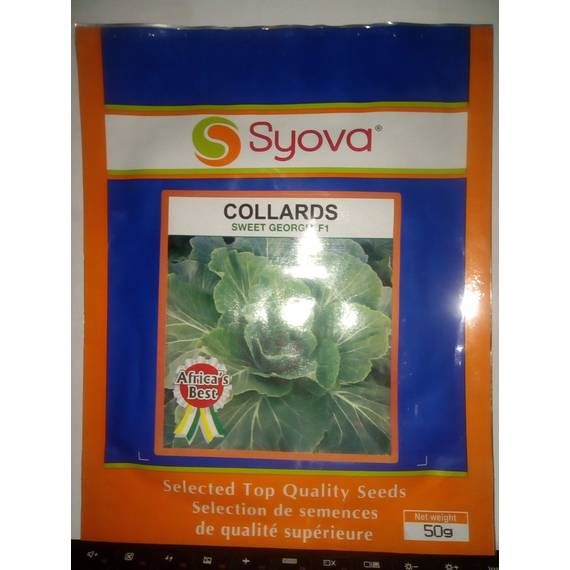 Syova®
COLLARDS
SWEET GEORGIA F1
Africa's
Best
Selected Top Quality Seeds
Selection de semences
de qualité supérieure
Net weight
50g